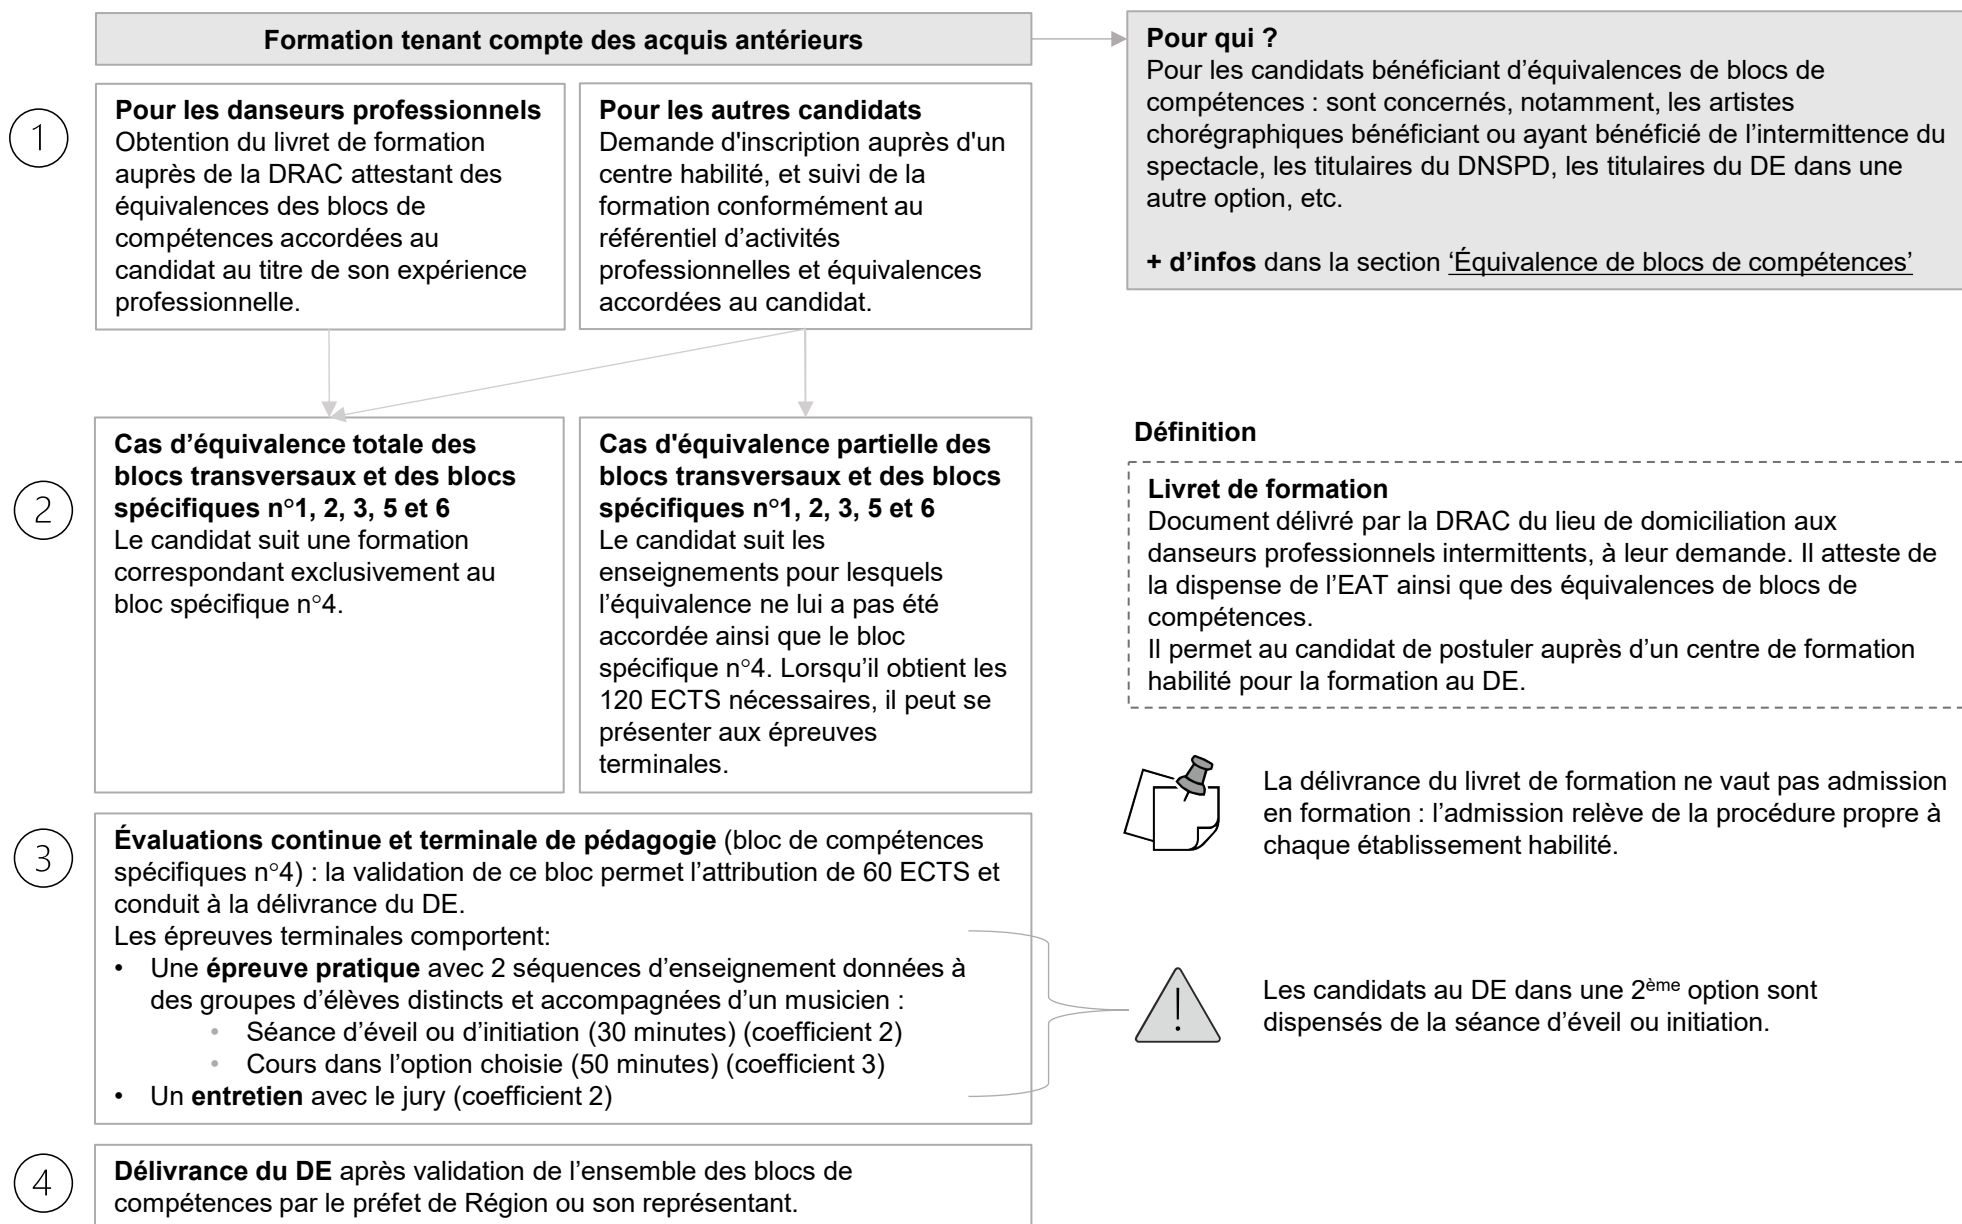 Formation tenant compte des acquis antérieurs
Pour qui ?
Pour les candidats bénéficiant d’équivalences de blocs de
compétences : sont concernés, notamment, les artistes
chorégraphiques bénéficiant ou ayant bénéficié de l’intermittence du
spectacle, les titulaires du DNSPD, les titulaires du DE dans une
autre option, etc.
+ d’infos dans la section ‘Équivalence de blocs de compétences’
1
Pour les danseurs professionnels
Obtention du livret de formation
auprès de la DRAC attestant des
équivalences des blocs de
compétences accordées au
candidat au titre de son expérience
professionnelle.
Pour les autres candidats
Demande d'inscription auprès d'un
centre habilité, et suivi de la
formation conformément au
référentiel d’activités
professionnelles et équivalences
accordées au candidat.
2
Cas d’équivalence totale des
blocs transversaux et des blocs
spécifiques n°1, 2, 3, 5 et 6
Le candidat suit une formation
correspondant exclusivement au
bloc spécifique n°4.
Cas d'équivalence partielle des
blocs transversaux et des blocs
spécifiques n°1, 2, 3, 5 et 6
Le candidat suit les
enseignements pour lesquels
l’équivalence ne lui a pas été
accordée ainsi que le bloc
spécifique n°4. Lorsqu’il obtient les
120 ECTS nécessaires, il peut se
présenter aux épreuves
terminales.
Définition
Livret de formation
Document délivré par la DRAC du lieu de domiciliation aux
danseurs professionnels intermittents, à leur demande. Il atteste de
la dispense de l’EAT ainsi que des équivalences de blocs de
compétences.
Il permet au candidat de postuler auprès d’un centre de formation
habilité pour la formation au DE.
La délivrance du livret de formation ne vaut pas admission
en formation : l’admission relève de la procédure propre à
chaque établissement habilité.
3
Évaluations continue et terminale de pédagogie (bloc de compétences
spécifiques n°4) : la validation de ce bloc permet l’attribution de 60 ECTS et
conduit à la délivrance du DE.
Les épreuves terminales comportent:
• Une épreuve pratique avec 2 séquences d’enseignement données à
des groupes d’élèves distincts et accompagnées d’un musicien :
• Séance d’éveil ou d’initiation (30 minutes) (coefficient 2)
• Cours dans l’option choisie (50 minutes) (coefficient 3)
• Un entretien avec le jury (coefficient 2)
Les candidats au DE dans une 2ème option sont
dispensés de la séance d’éveil ou initiation.
4
Délivrance du DE après validation de l’ensemble des blocs de
compétences par le préfet de Région ou son représentant.